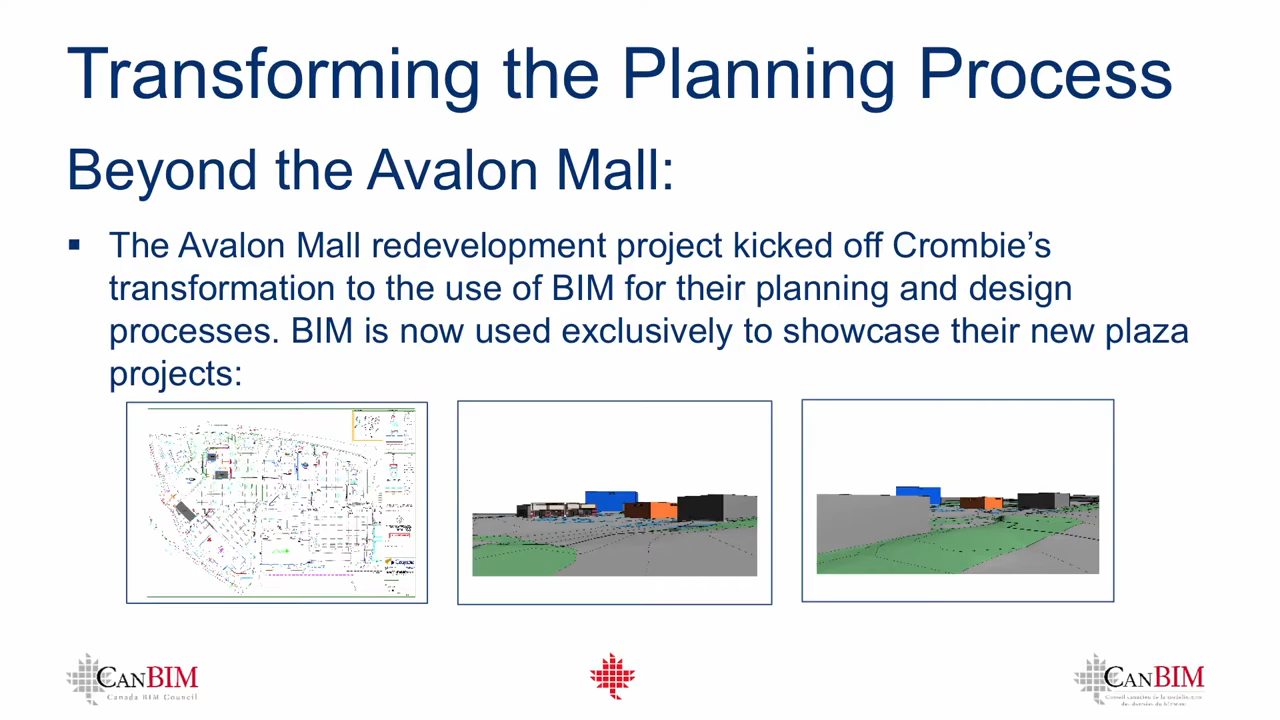 Transforming the Planning Process
Beyond the Avalon Mall:
▪ The Avalon Mall redevelopment project kicked off Crombie’s
transformation to the use of BIM for their planning and design
processes. BIM is now used exclusively to showcase their new plaza
projects:
CANBIM
Canada BIM Council
CANBIM